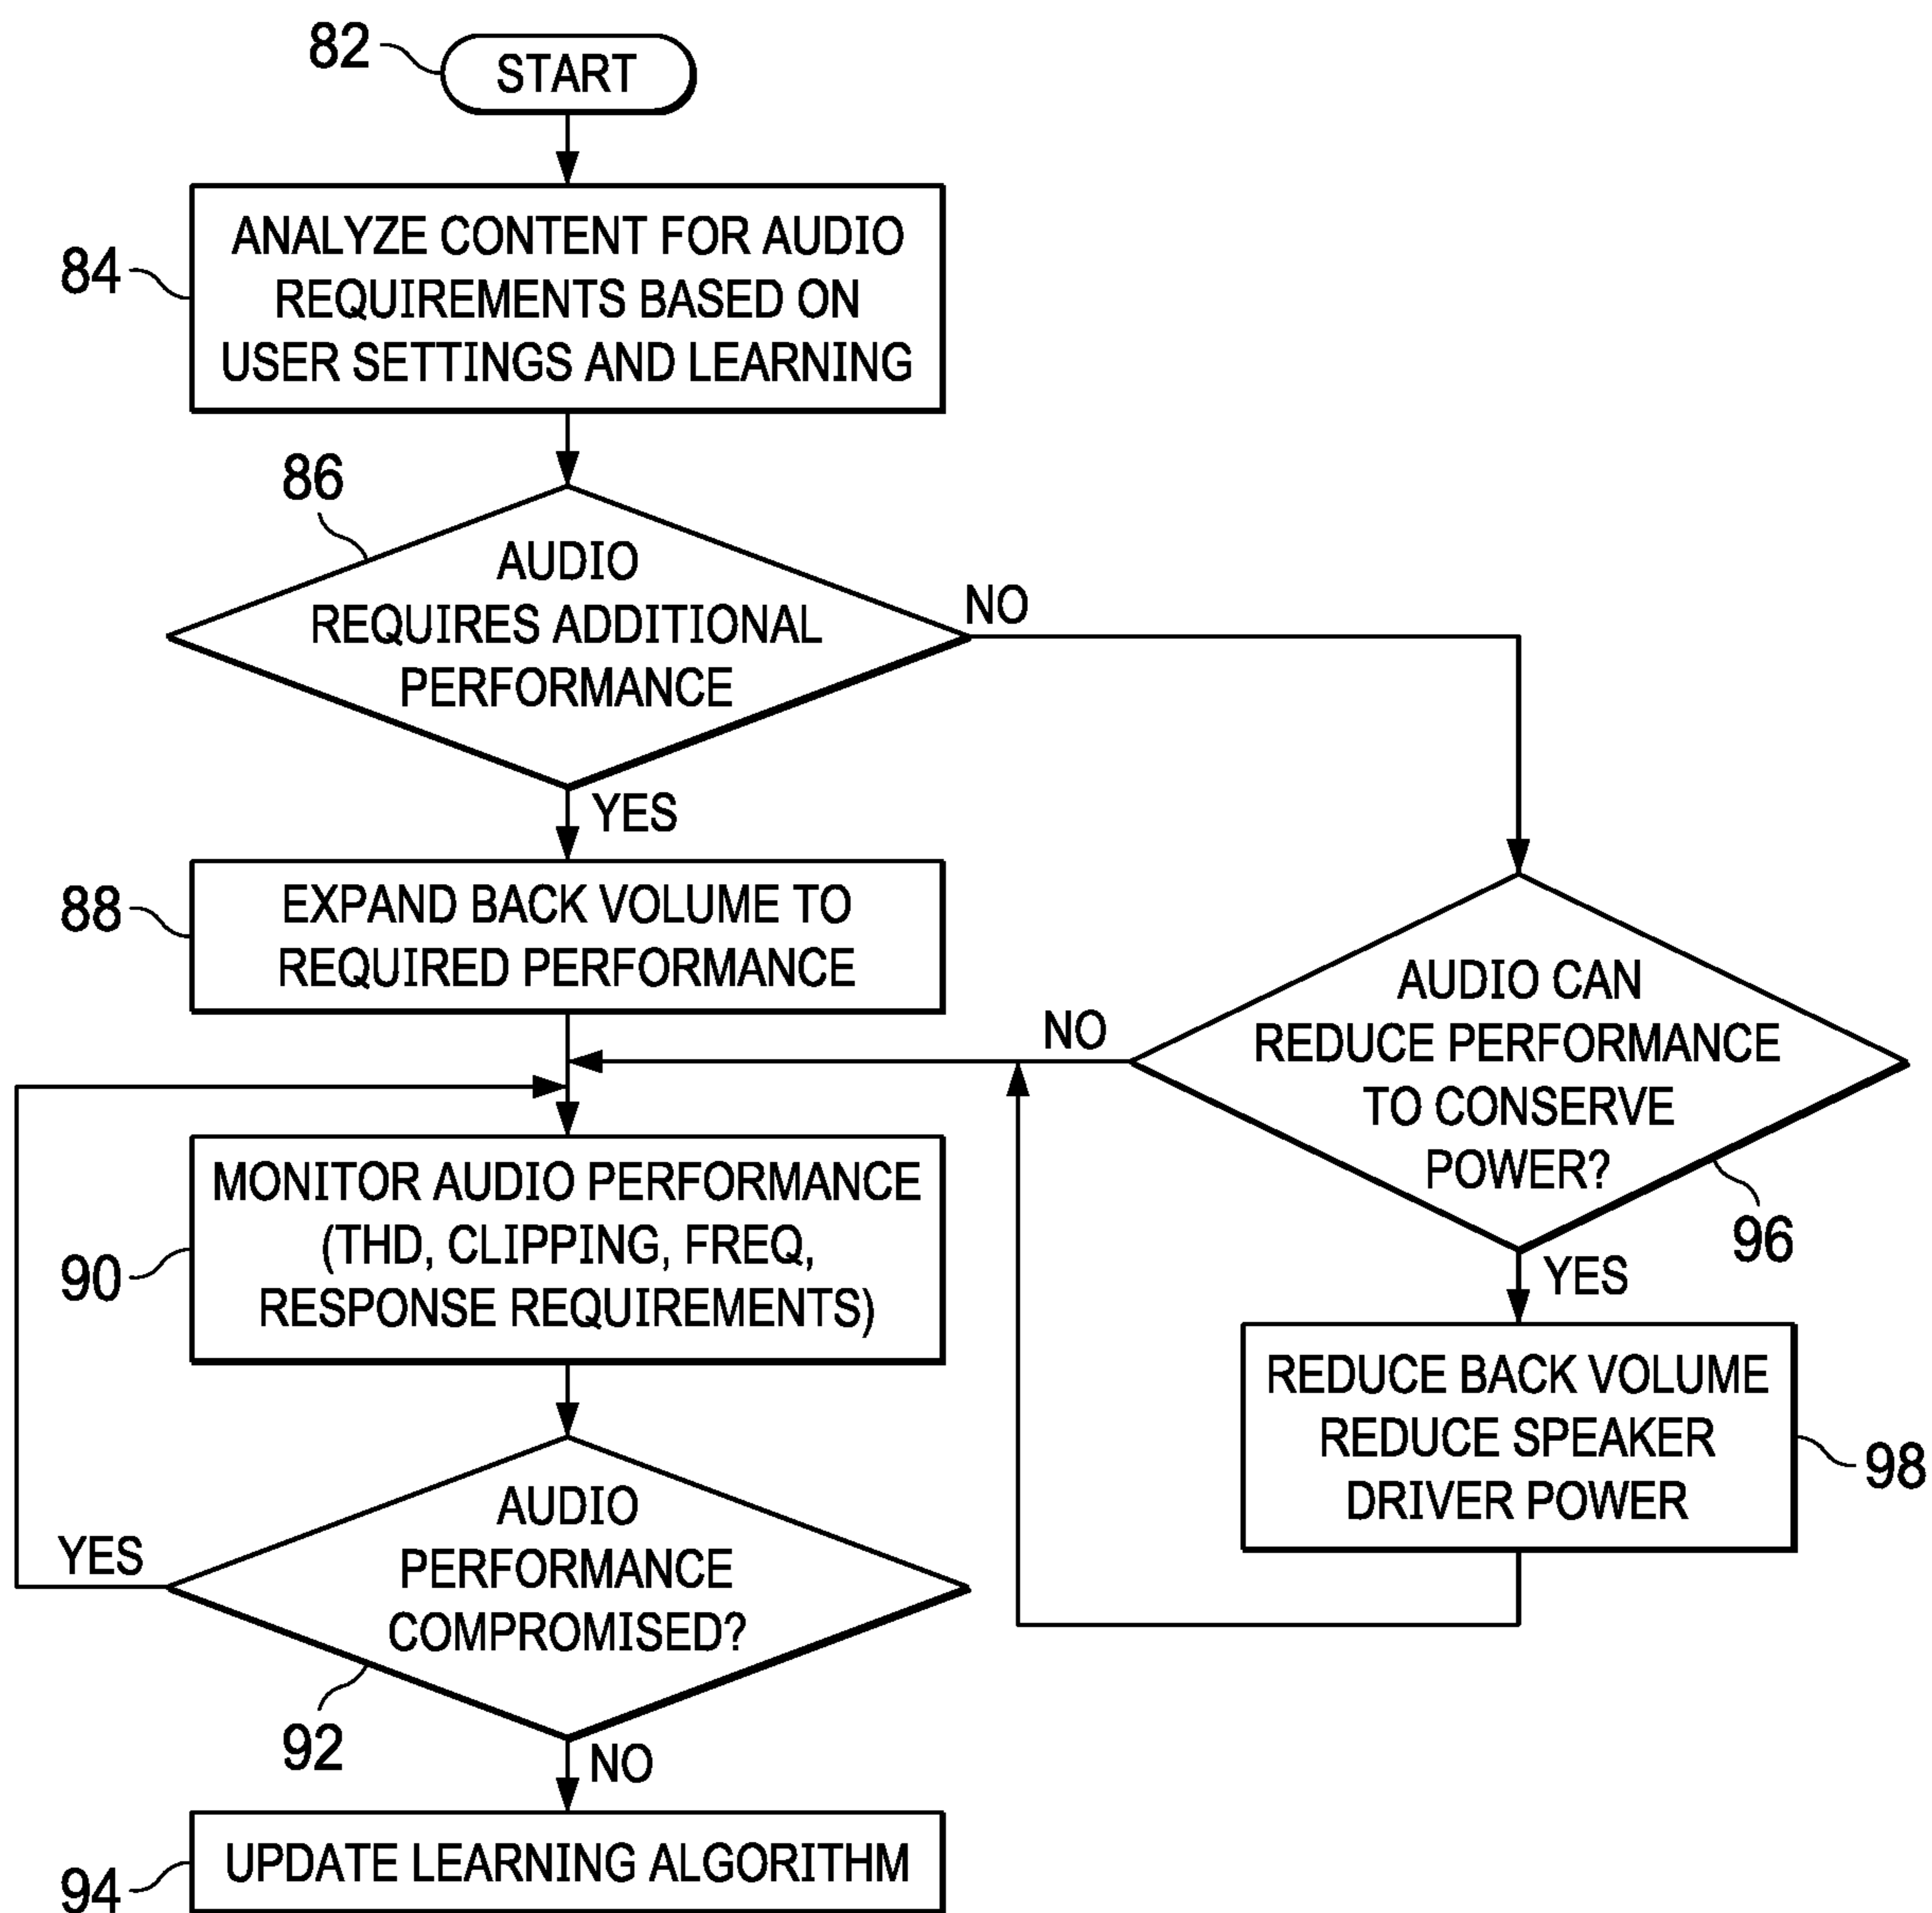 82
START
84
ANALYZE CONTENT FOR AUDIO
REQUIREMENTS BASED ON
USER SETTINGS AND LEARNING
86
AUDIO
REQUIRES ADDITIONAL
PERFORMANCE
NO
YES
88
EXPAND BACK VOLUME TO
REQUIRED PERFORMANCE
NO
AUDIO CAN
REDUCE PERFORMANCE
TO CONSERVE
POWER?
96
YES
90
MONITOR AUDIO PERFORMANCE
(THD, CLIPPING, FREQ,
RESPONSE REQUIREMENTS)
REDUCE BACK VOLUME
REDUCE SPEAKER
DRIVER POWER
98
YES
AUDIO
PERFORMANCE
COMPROMISED?
92
NO
94
UPDATE LEARNING ALGORITHM